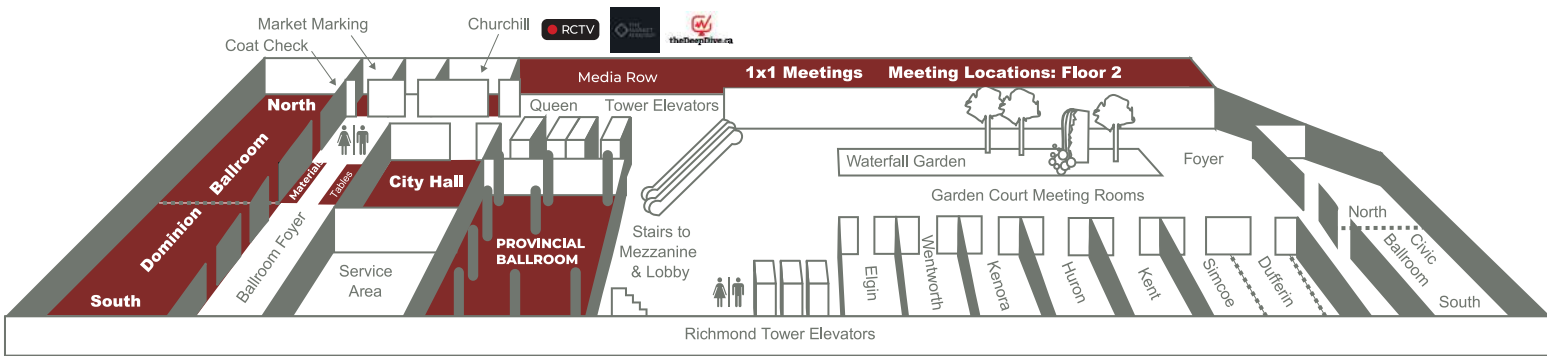 Market Marking
Coat Check
Churchill
RCTV
theDeepDive.ca
Media Row
1x1 Meetings
Meeting Locations: Floor 2
North
Queen
Tower Elevators
Ballroom
Materials
Tables
City Hall
Waterfall Garden
Foyer
Garden Court Meeting Rooms
Dominion
South
Ballroom Foyer
Service
Area
PROVINCIAL
BALLROOM
Stairs to
Mezzanine
& Lobby
Elgin
Wentworth
Kenora
Huron
Kent
Simcoe
Dufferin
North
Civic
Ballroom
South
Richmond Tower Elevators